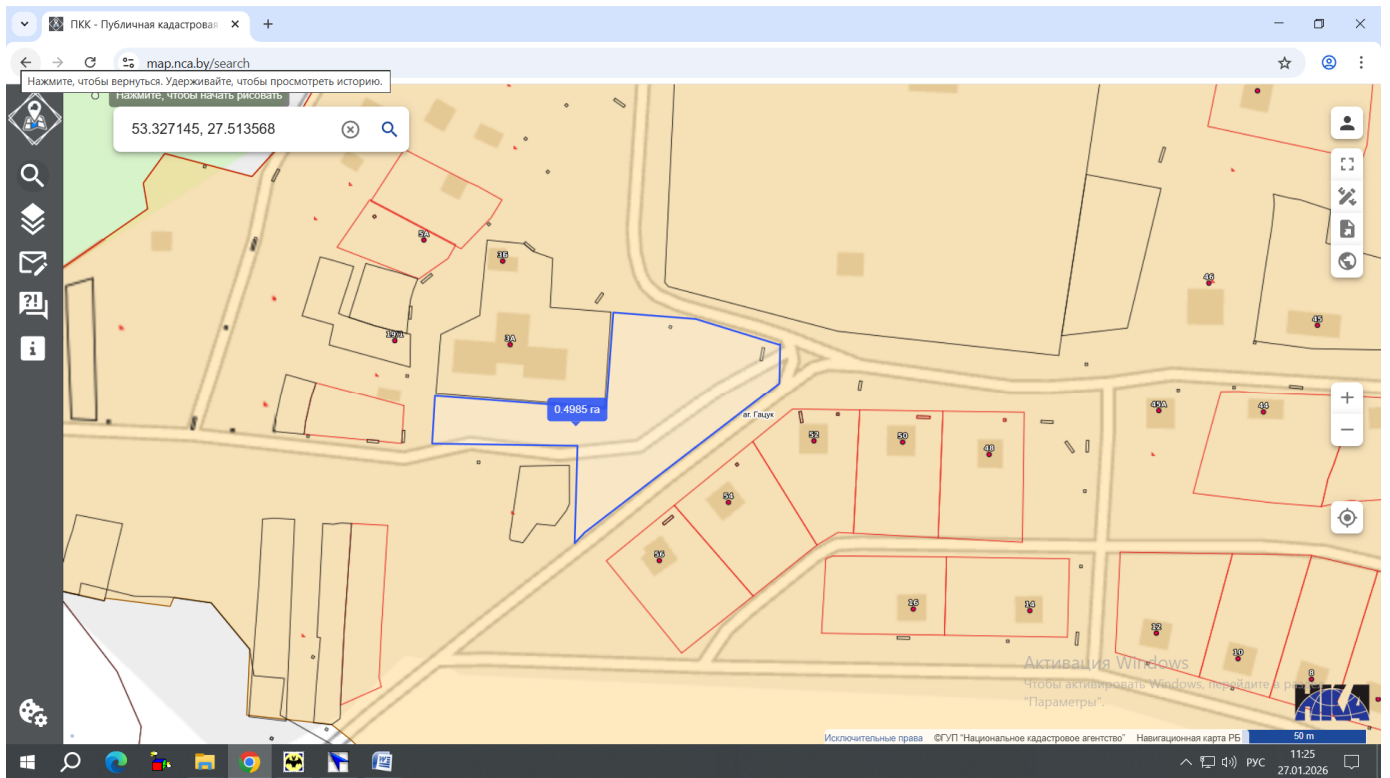 ПКК - Публичная кадастровая
map.nca.by/search
Нажмите, чтобы вернуться. Удерживайте, чтобы просмотреть историю.
Нажмите, чтобы начать рисовать
53.327145, 27.513568
5А
3Б
46
45
3А
0.4985 га
аг. Гацук
45А
44
52
50
48
54
56
16
14
12
10
8
Активация Windows
Чтобы активировать Windows, перейдите в
"Параметры".
НКА
Исключительные права ©ГУП "Национальное кадастровое агентство" Навигационная карта РБ 50 m
РУС
11:25
27.01.2026